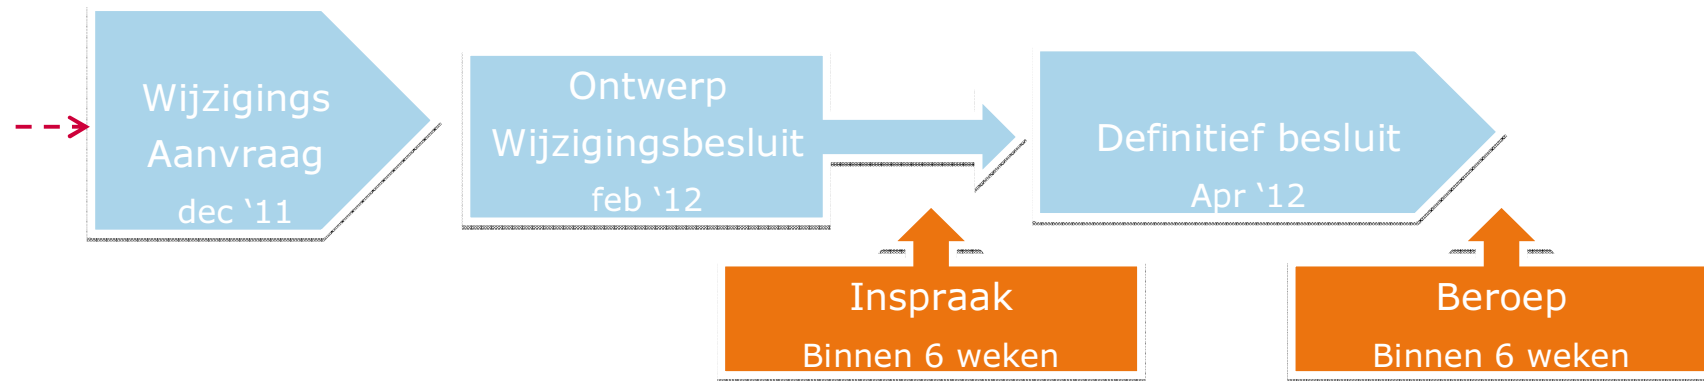 Wijzigings
Aanvraag
dec ‘11
Ontwerp
Wijzigingsbesluit
feb ‘12
Definitief besluit
Apr ‘12
Inspraak
Binnen 6 weken
Beroep
Binnen 6 weken